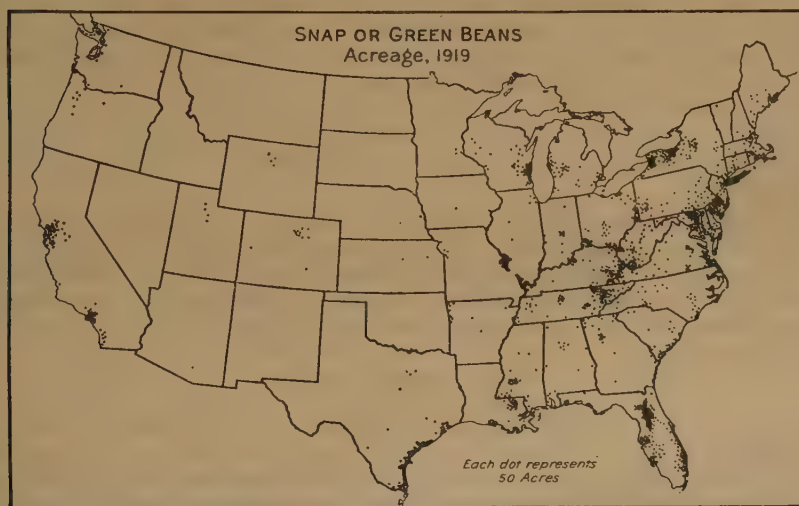 SNAP OR GREEN BEANS
Acreage, 1919
Each dot represents
50 Acres